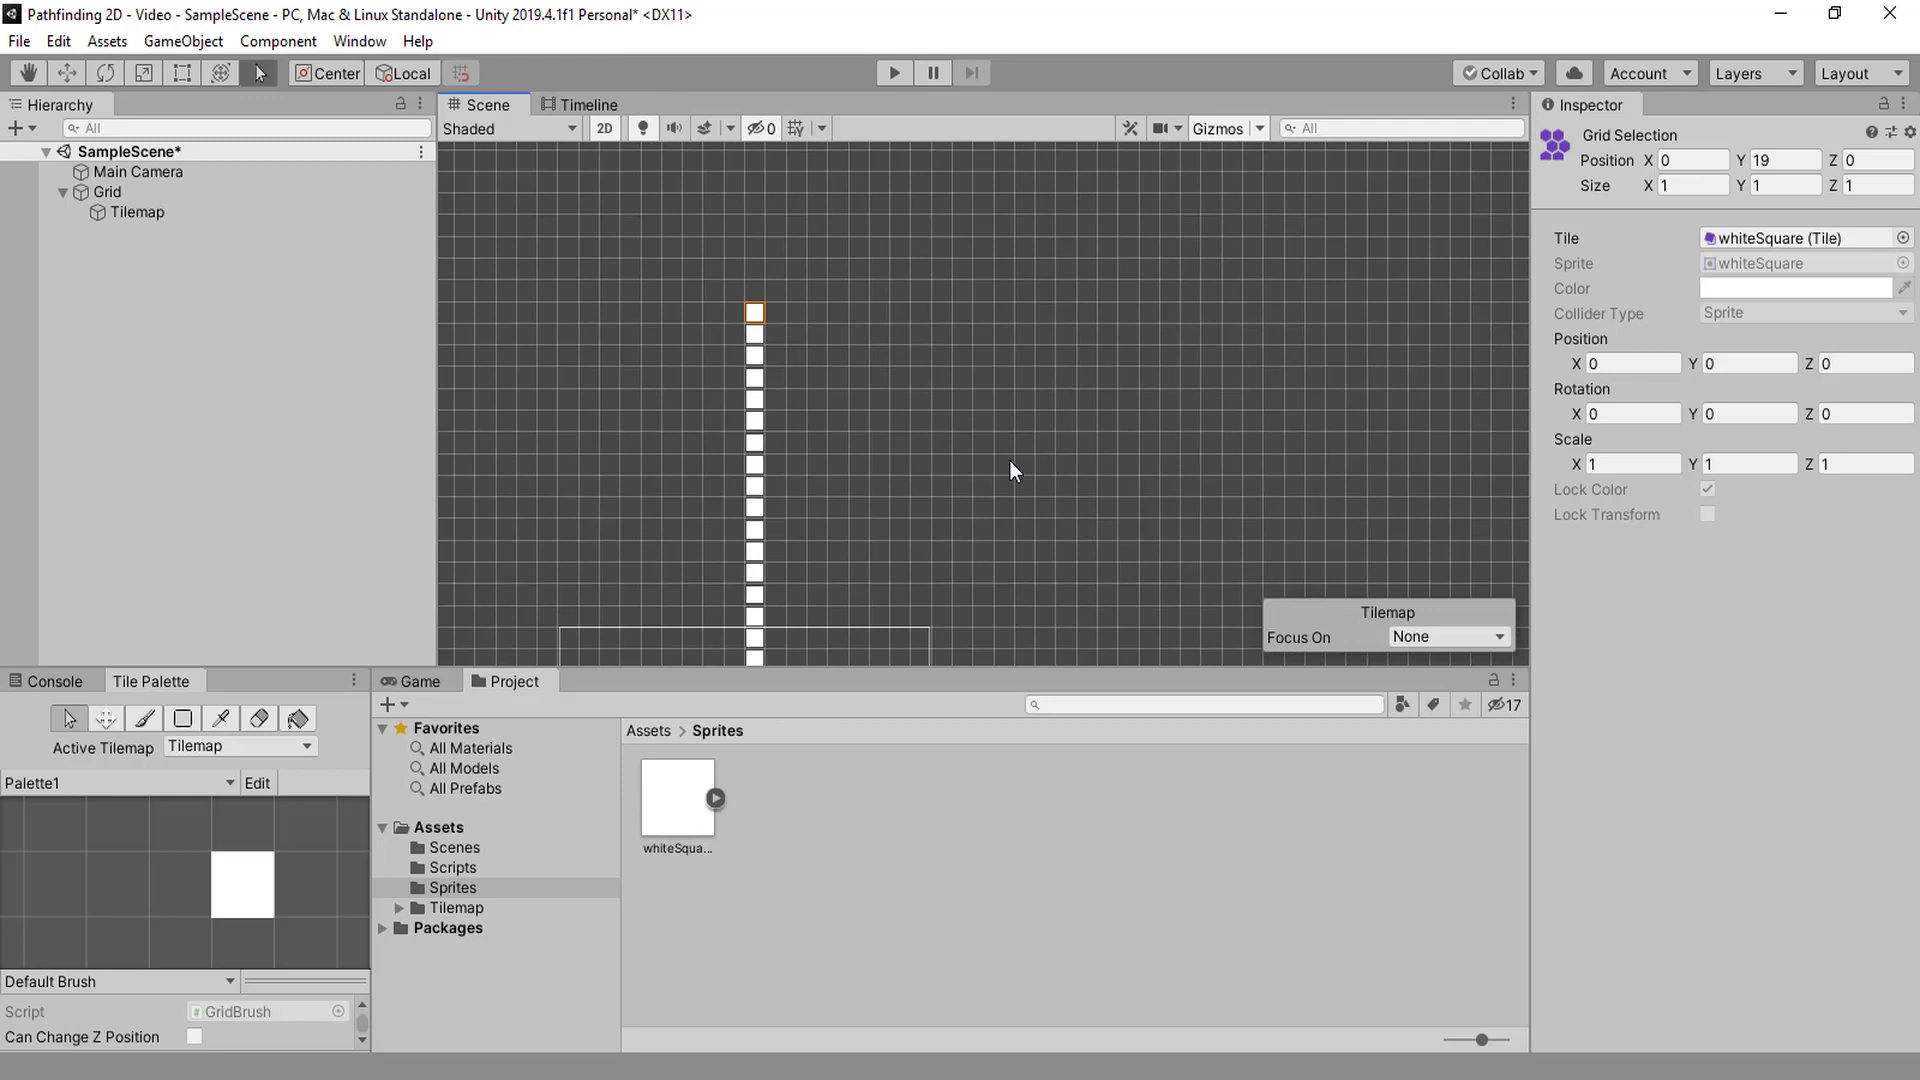 Pathfinding 2D - Video - SampleScene - PC, Mac & Linux Standalone - Unity 2019.4.1f1 Personal* <DX11>
File Edit Assets GameObject Component Window Help
Center Local Collab Account Layers Layout
Hierarchy
All
SampleScene*
Main Camera
Grid
Tilemap
Scene Timeline
Shaded 2D 0 Gizmos All
Tilemap
Focus On None
Inspector
Grid Selection
Position X 0 Y 19 Z 0
Size X 1 Y 1 Z 1
Tile whiteSquare (Tile)
Sprite whiteSquare
Color
Collider Type Sprite
Position
X 0 Y 0 Z 0
Rotation
X 0 Y 0 Z 0
Scale
X 1 Y 1 Z 1
Lock Color
Lock Transform
Console Tile Palette
Active Tilemap Tilemap
Palette1 Edit
Default Brush
Script GridBrush
Can Change Z Position
Game Project
17
Favorites
All Materials
All Models
All Prefabs
Assets
Scenes
Scripts
Sprites
Tilemap
Packages
Assets > Sprites
whiteSqua...